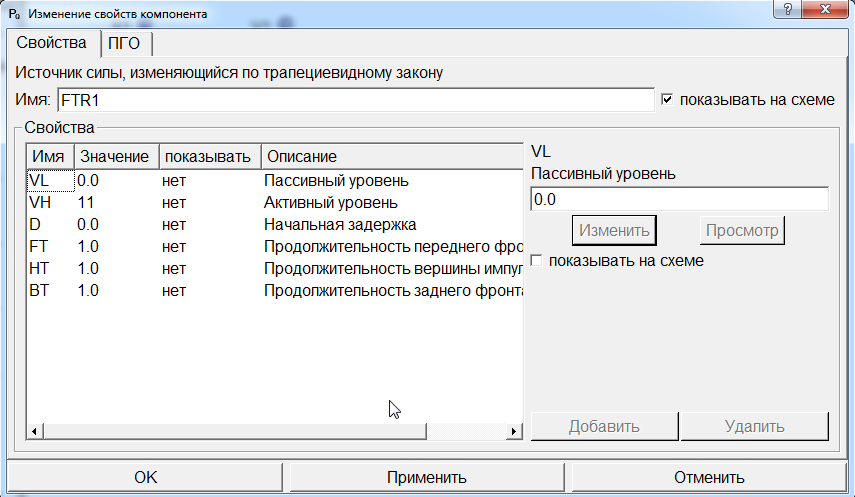 Изменение свойств компонента
Свойства ПГО
Источник силы, изменяющийся по трапециевидному закону
Имя: FTR1 показывать на схеме
Свойства
Имя Значение показывать Описание
VL 0.0 нет Пассивный уровень
VH 11 нет Активный уровень
D 0.0 нет Начальная задержка
FT 1.0 нет Продолжительность переднего фро
HT 1.0 нет Продолжительность вершины импул
BT 1.0 нет Продолжительность заднего фронта
VL
Пассивный уровень
0.0
Изменить Просмотр
показывать на схеме
Добавить Удалить
OK Применить Отменить